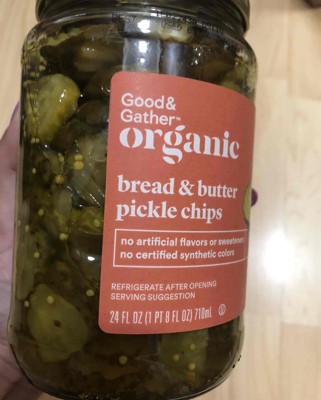 Good&
Gather™
organic
bread & butter
pickle chips
no artificial flavors or sweeteners
no certified synthetic colors
REFRIGERATE AFTER OPENING
SERVING SUGGESTION
24 FL OZ (1 PT 8 FL OZ) 710mL